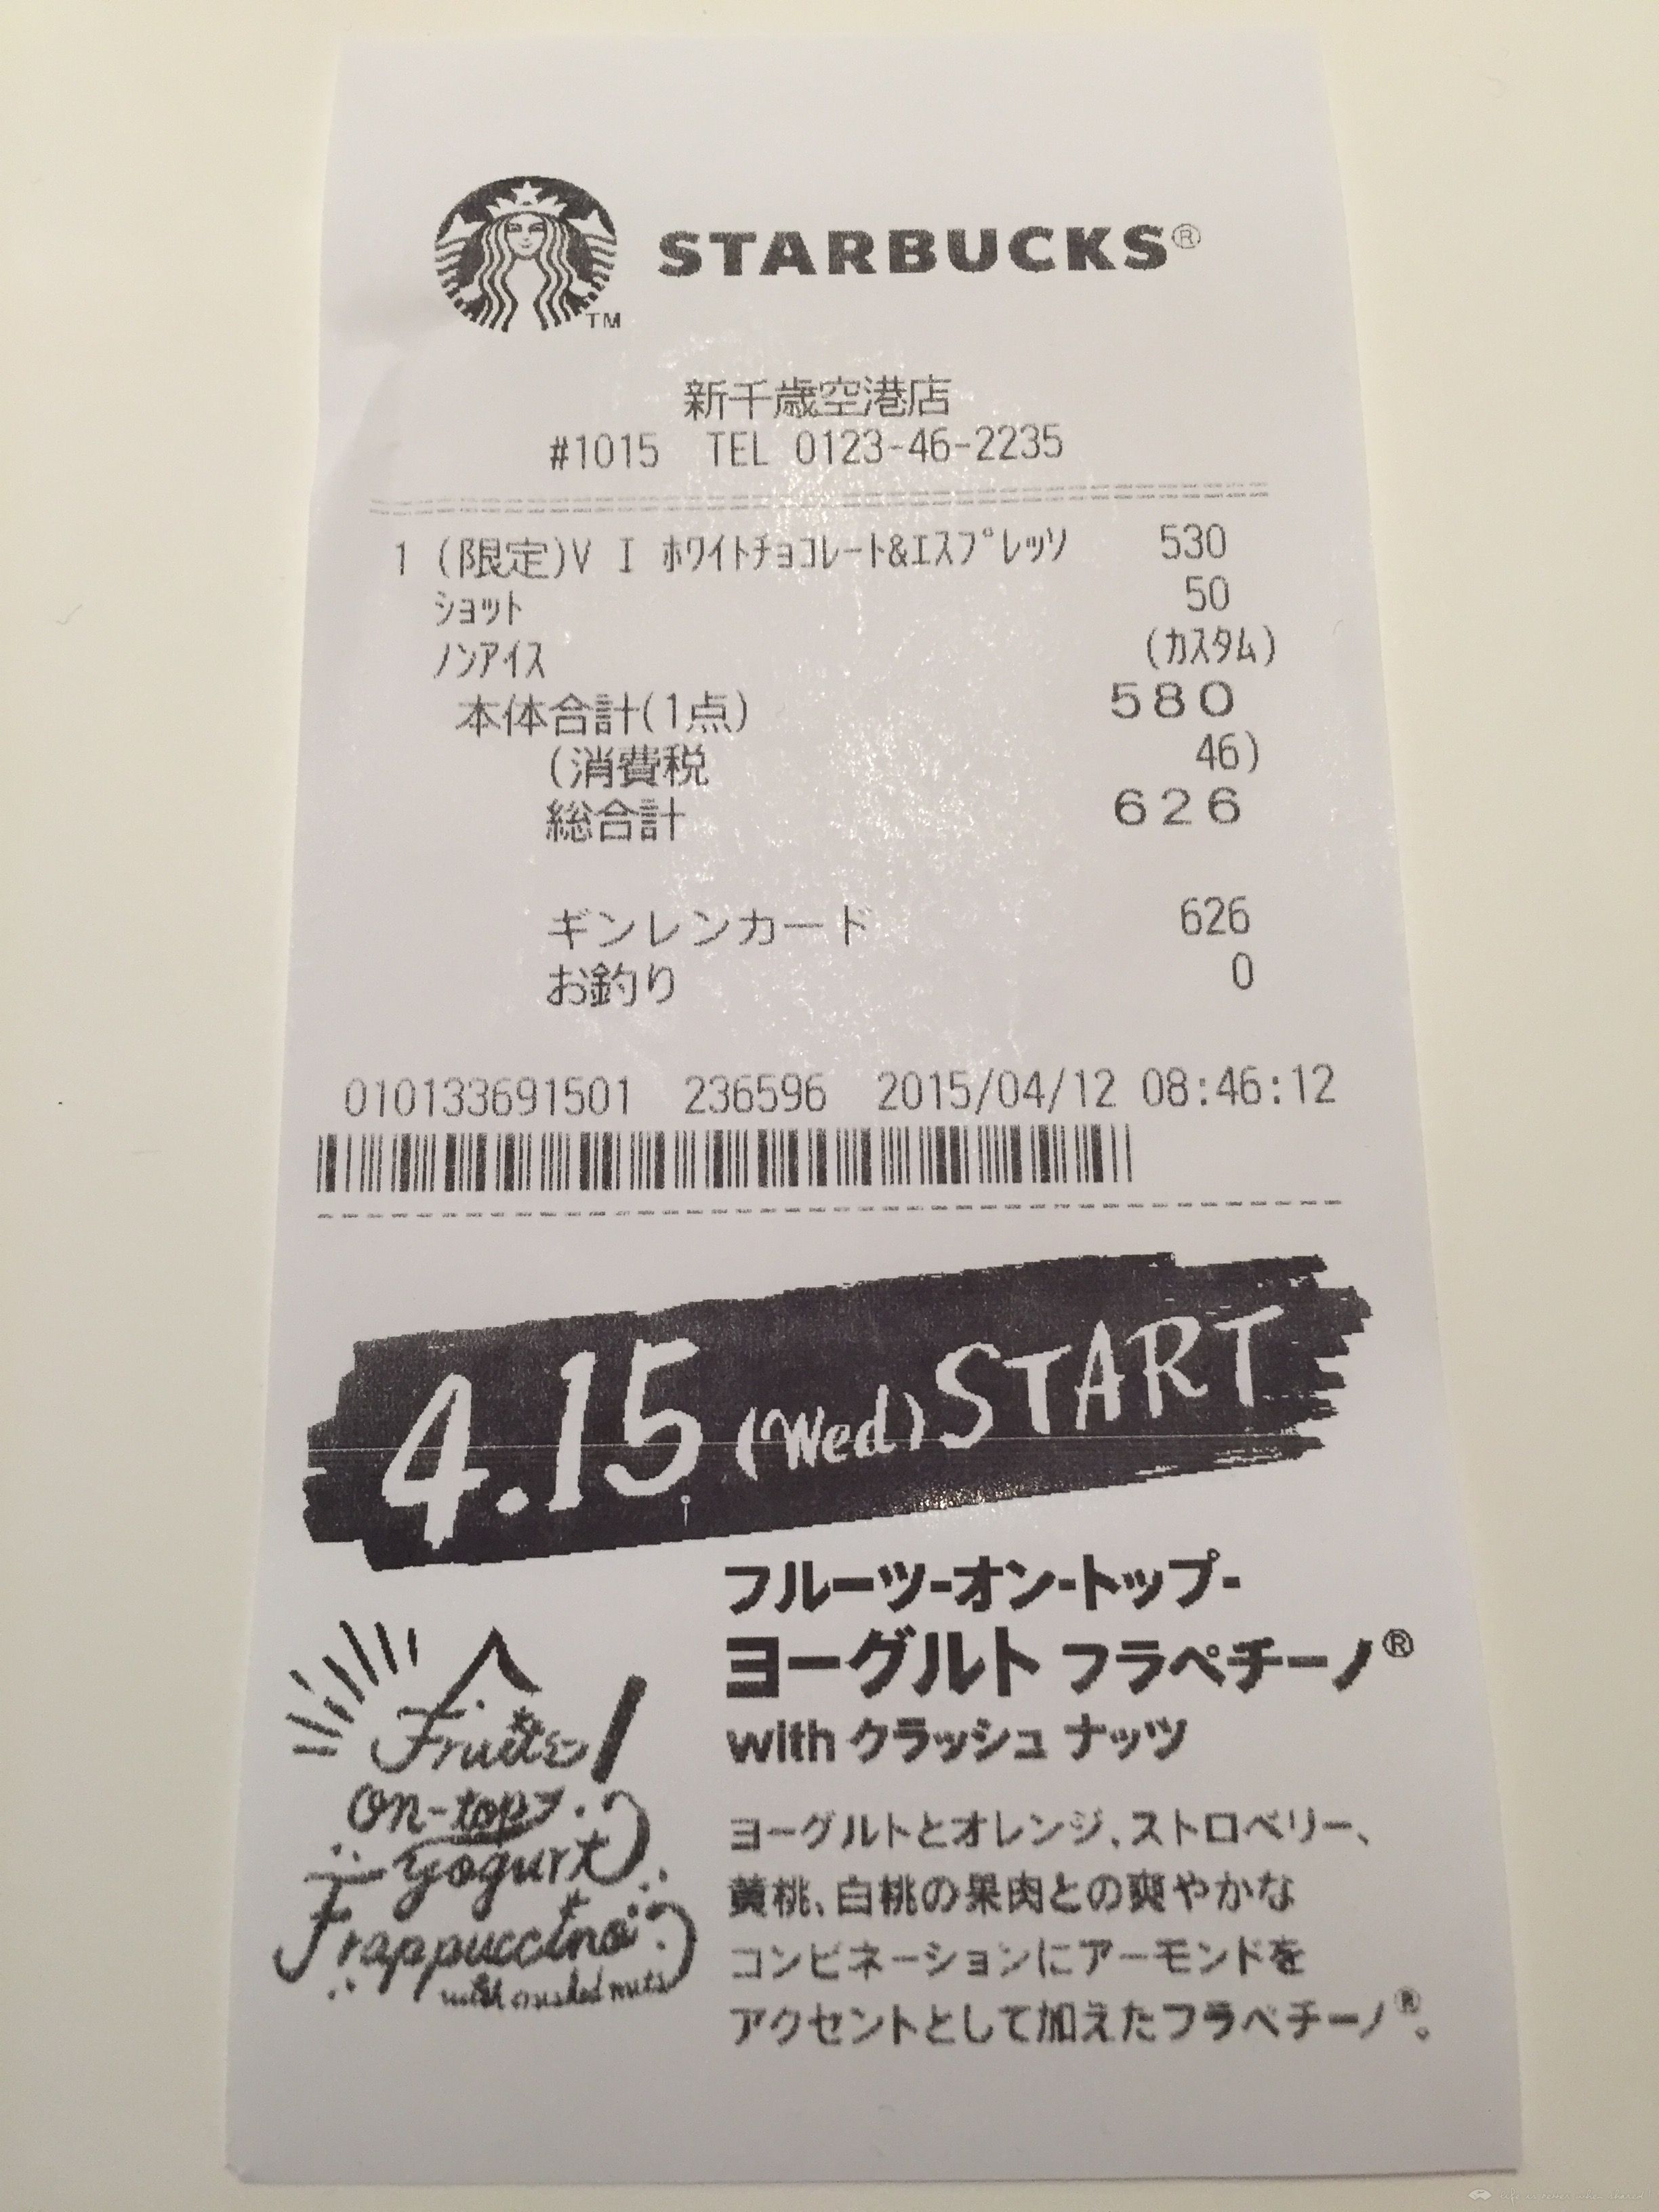 TM
STARBUCKS®
新千歳空港店
#1015 TEL 0123-46-2235
1 (限定)V I ﾎﾜｲﾄﾁｮｺﾚｰﾄ&ｴｽﾌﾟﾚｯｿ 530
ｼｮｯﾄ 50
ﾉﾝｱｲｽ (ｶｽﾀﾑ)
本体合計(1点) 580
(消費税 46)
総合計 626
ギンレンカード 626
お釣り 0
010133691501 236596 2015/04/12 08:46:12
4.15 (Wed) START
フルーツ-オン-トップ-
ヨーグルト フラペチーノ®
with クラッシュ ナッツ
Fruits
on-top
yogurt
Frappuccino
with crushed nuts
ヨーグルトとオレンジ、ストロベリー、
黄桃、白桃の果肉との爽やかな
コンビネーションにアーモンドを
アクセントとして加えたフラペチーノ®。